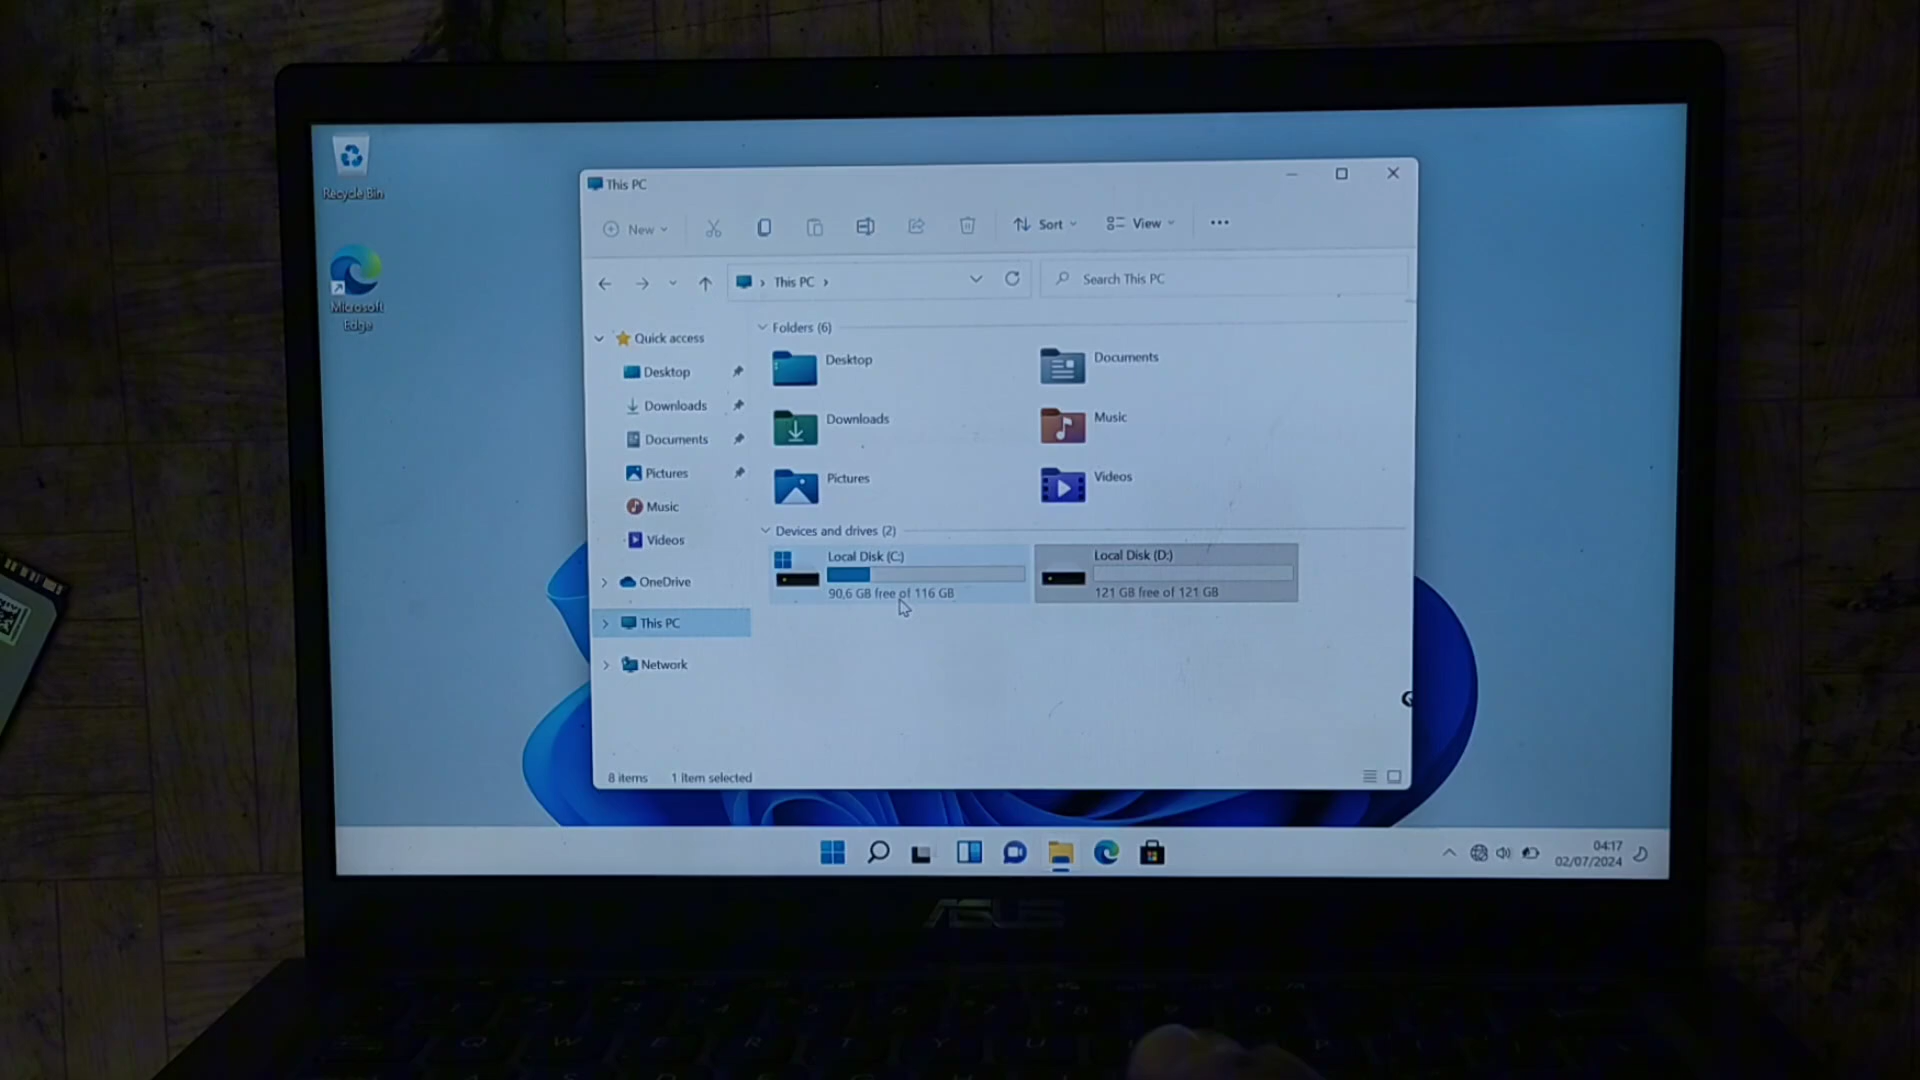 Recycle Bin
Microsoft
Edge
This PC
New
Sort
View
This PC
Search This PC
Quick access
Desktop
Downloads
Documents
Pictures
Music
Videos
OneDrive
This PC
Network
Folders (6)
Desktop
Documents
Downloads
Music
Pictures
Videos
Devices and drives (2)
Local Disk (C:)
90,6 GB free of 116 GB
Local Disk (D:)
121 GB free of 121 GB
8 items
1 item selected
04:17
02/07/2024
ASUS